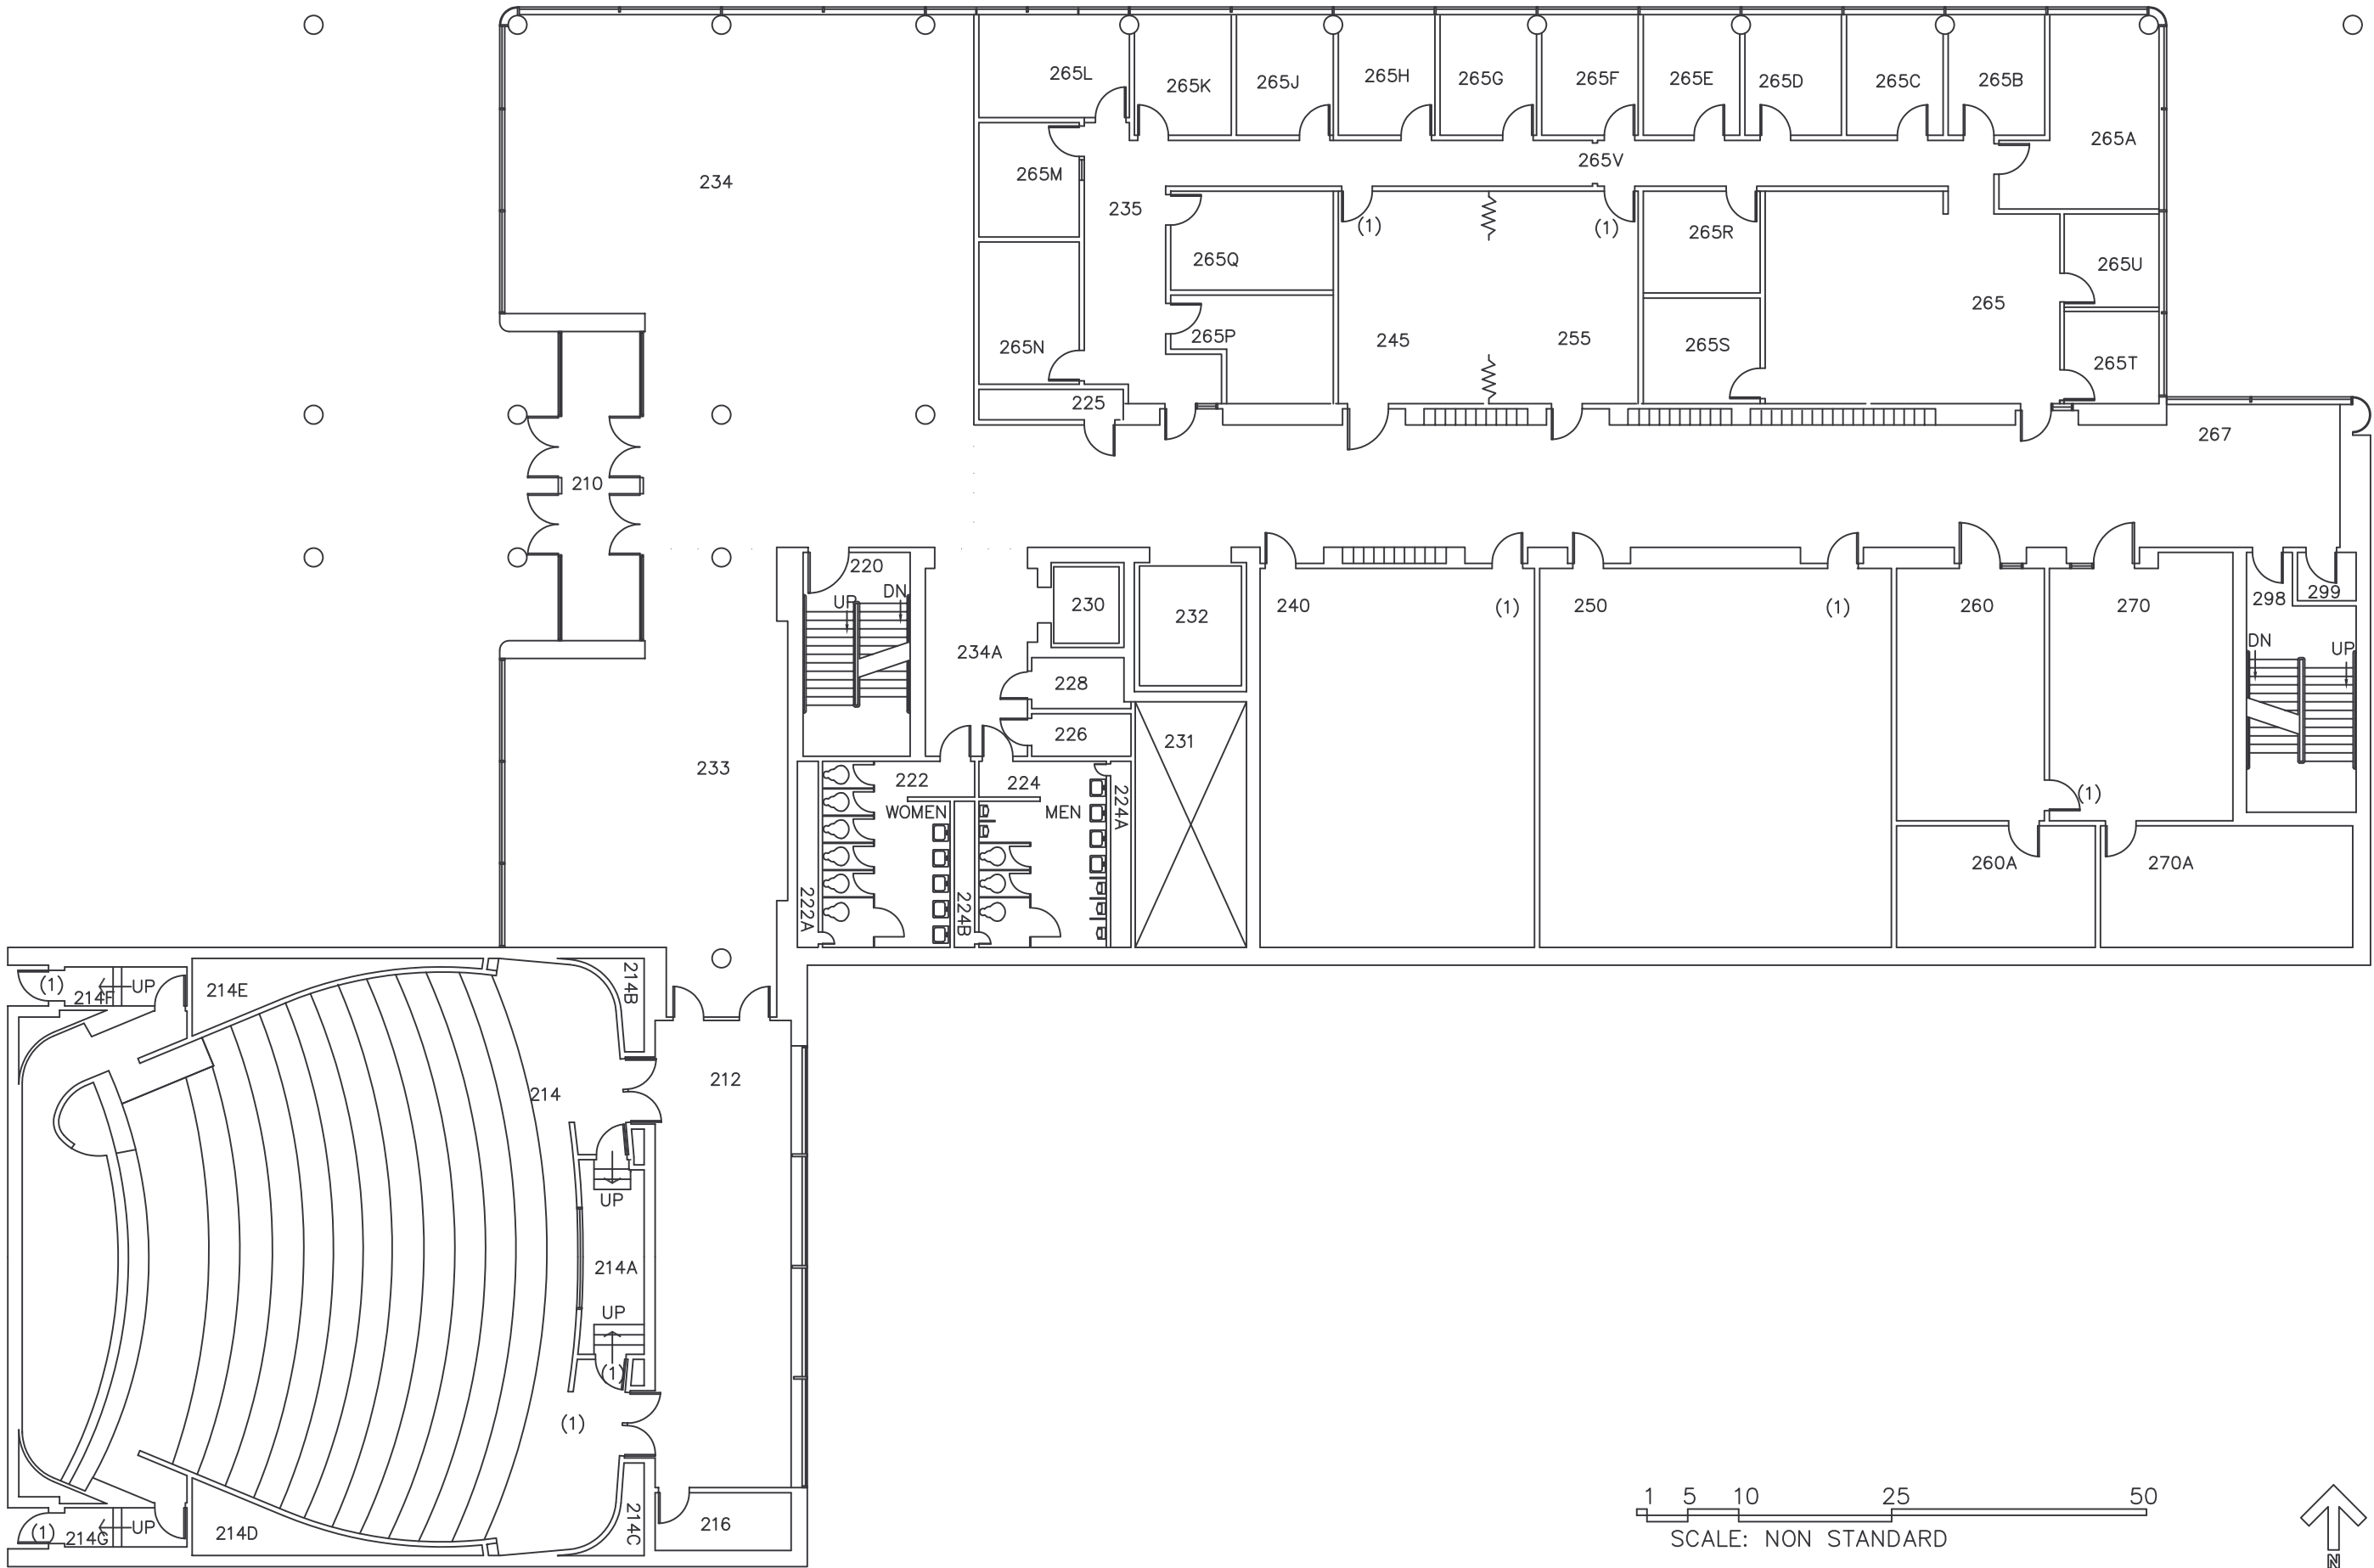 265L
265K
265J
265H
265G
265F
265E
265D
265C
265B
265A
234
265M
235
265V
265Q
(1)
(1)
265R
265U
265
265N
265P
245
255
265S
265T
225
267
210
220
UP
DN
230
232
240
(1)
250
(1)
260
270
298
299
DN
UP
234A
228
226
231
233
222
224
WOMEN
MEN
224A
222A
224B
(1)
260A
270A
(1)
214F
UP
214E
214B
214
212
UP
214A
UP
(1)
(1)
(1)
214G
UP
214D
214C
216
1 5 10 25 50
SCALE: NON STANDARD
N